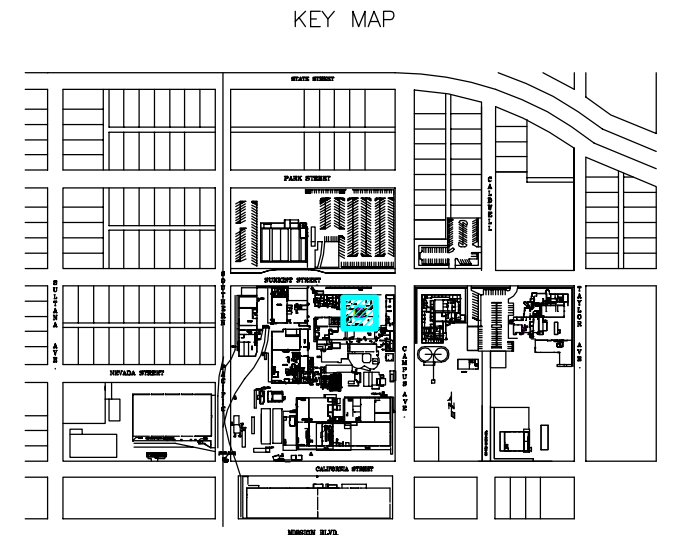 KEY MAP
STATE STREET
PARK STREET
CALDWELL
SUNKIST STREET
SULTANA AVE.
SOUTHERN
TAYLOR AVE.
CAMPUS AVE.
NEVADA STREET
CALIFORNIA STREET
MISSION BLVD.